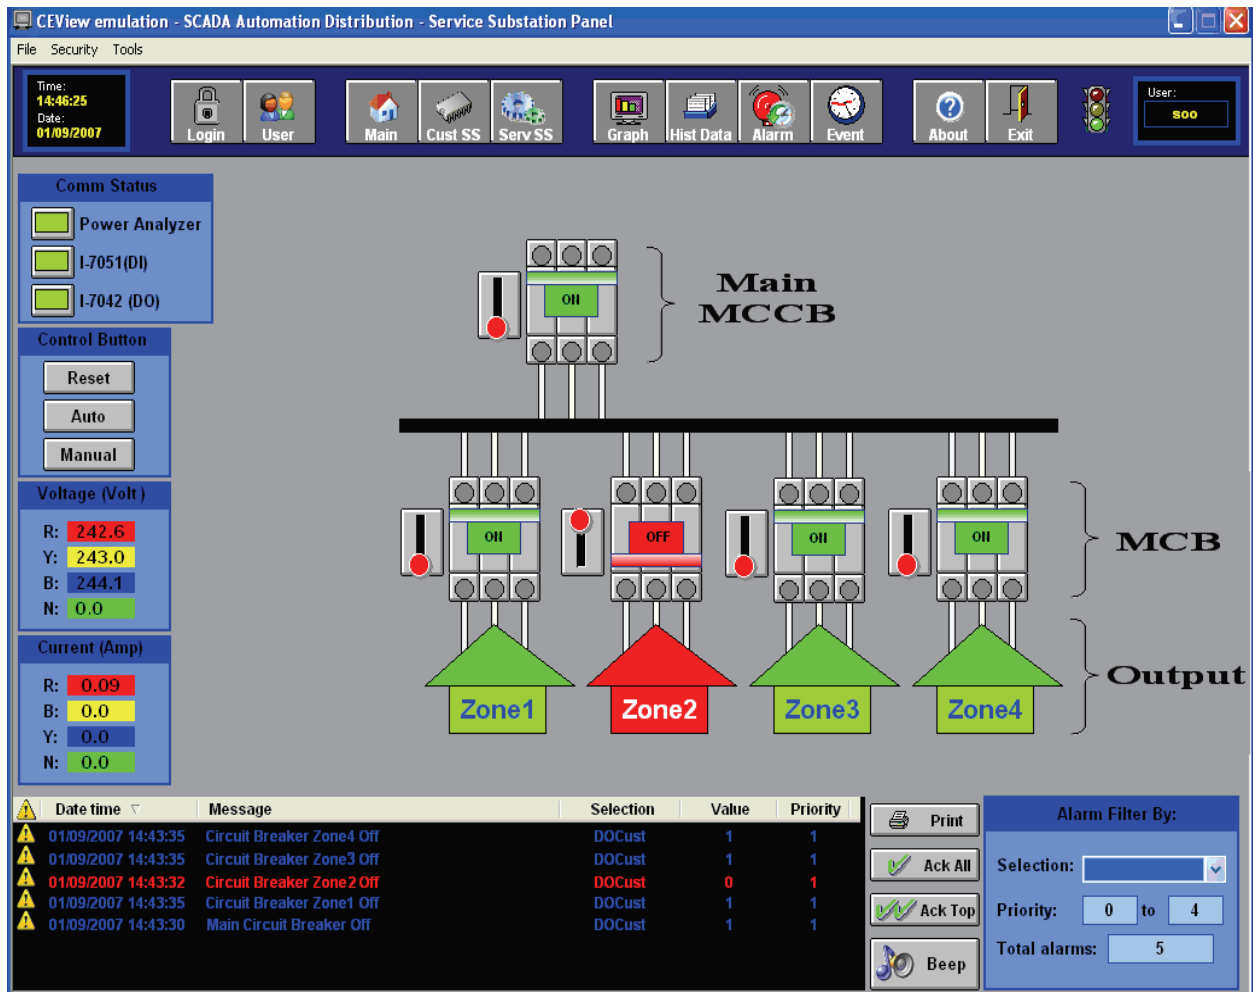 CEView emulation - SCADA Automation Distribution - Service Substation Panel
File Security Tools
Time:
14:46:25
Date:
01/09/2007
Login
User
Main
Cust SS
Serv SS
Graph
Hist Data
Alarm
Event
About
Exit
User:
soo
Comm Status
Power Analyzer
I-7051(DI)
I-7042 (DO)
Control Button
Reset
Auto
Manual
Voltage (Volt )
R: 242.6
Y: 243.0
B: 244.1
N: 0.0
Current (Amp)
R: 0.09
B: 0.0
Y: 0.0
N: 0.0
ON
Main
MCCB
ON
OFF
ON
ON
MCB
Zone1
Zone2
Zone3
Zone4
Output
Date time Message Selection Value Priority
01/09/2007 14:43:35 Circuit Breaker Zone4 Off DOCust 1 1
01/09/2007 14:43:35 Circuit Breaker Zone3 Off DOCust 1 1
01/09/2007 14:43:32 Circuit Breaker Zone2 Off DOCust 0 1
01/09/2007 14:43:35 Circuit Breaker Zone1 Off DOCust 1 1
01/09/2007 14:43:30 Main Circuit Breaker Off DOCust 1 1
Print
Ack All
Ack Top
Beep
Alarm Filter By:
Selection:
Priority: 0 to 4
Total alarms: 5